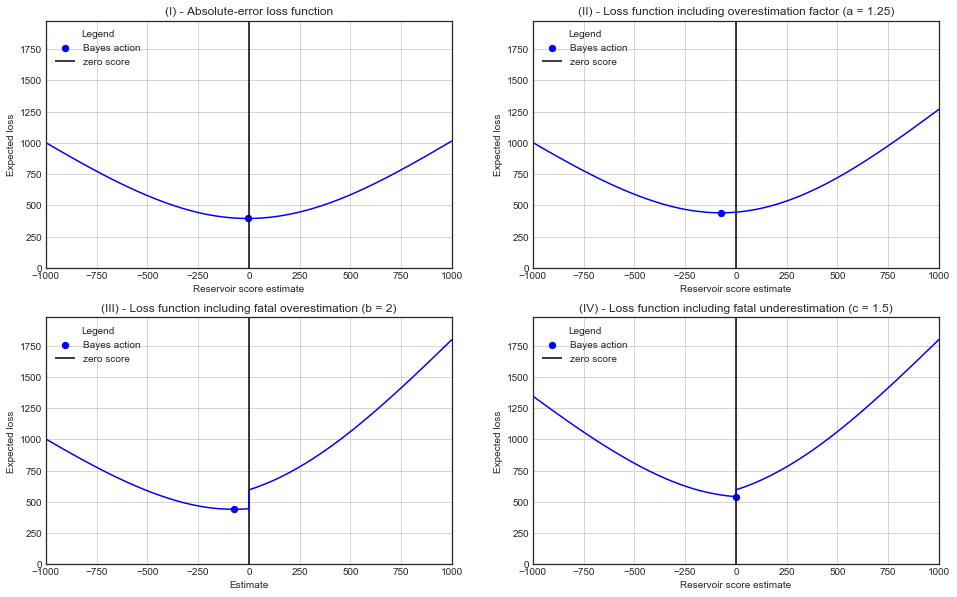 (I) - Absolute-error loss function
Legend
Bayes action
zero score
Expected loss
1750
1500
1250
1000
750
500
250
0
−1000 −750 −500 −250 0 250 500 750 1000
Reservoir score estimate
(II) - Loss function including overestimation factor (a = 1.25)
Legend
Bayes action
zero score
Expected loss
1750
1500
1250
1000
750
500
250
0
−1000 −750 −500 −250 0 250 500 750 1000
Reservoir score estimate
(III) - Loss function including fatal overestimation (b = 2)
Legend
Bayes action
zero score
Expected loss
1750
1500
1250
1000
750
500
250
0
−1000 −750 −500 −250 0 250 500 750 1000
Estimate
(IV) - Loss function including fatal underestimation (c = 1.5)
Legend
Bayes action
zero score
Expected loss
1750
1500
1250
1000
750
500
250
0
−1000 −750 −500 −250 0 250 500 750 1000
Reservoir score estimate